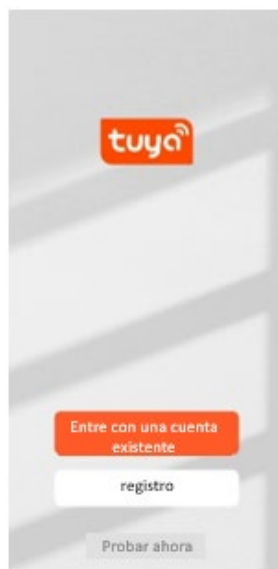 tuya
Entre con una cuenta
existente
registro
Probar ahora